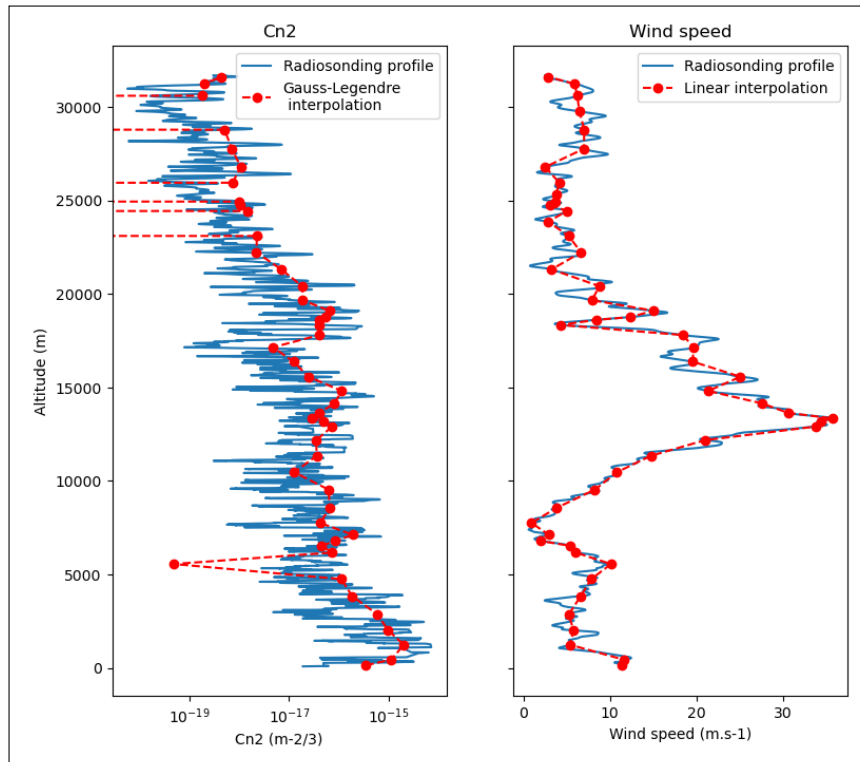 Cn2
Wind speed
Radiosonding profile
Gauss-Legendre
interpolation
Radiosonding profile
Linear interpolation
Altitude (m)
30000
25000
20000
15000
10000
5000
0
10⁻¹⁹
10⁻¹⁷
10⁻¹⁵
0
10
20
30
Cn2 (m-2/3)
Wind speed (m.s-1)